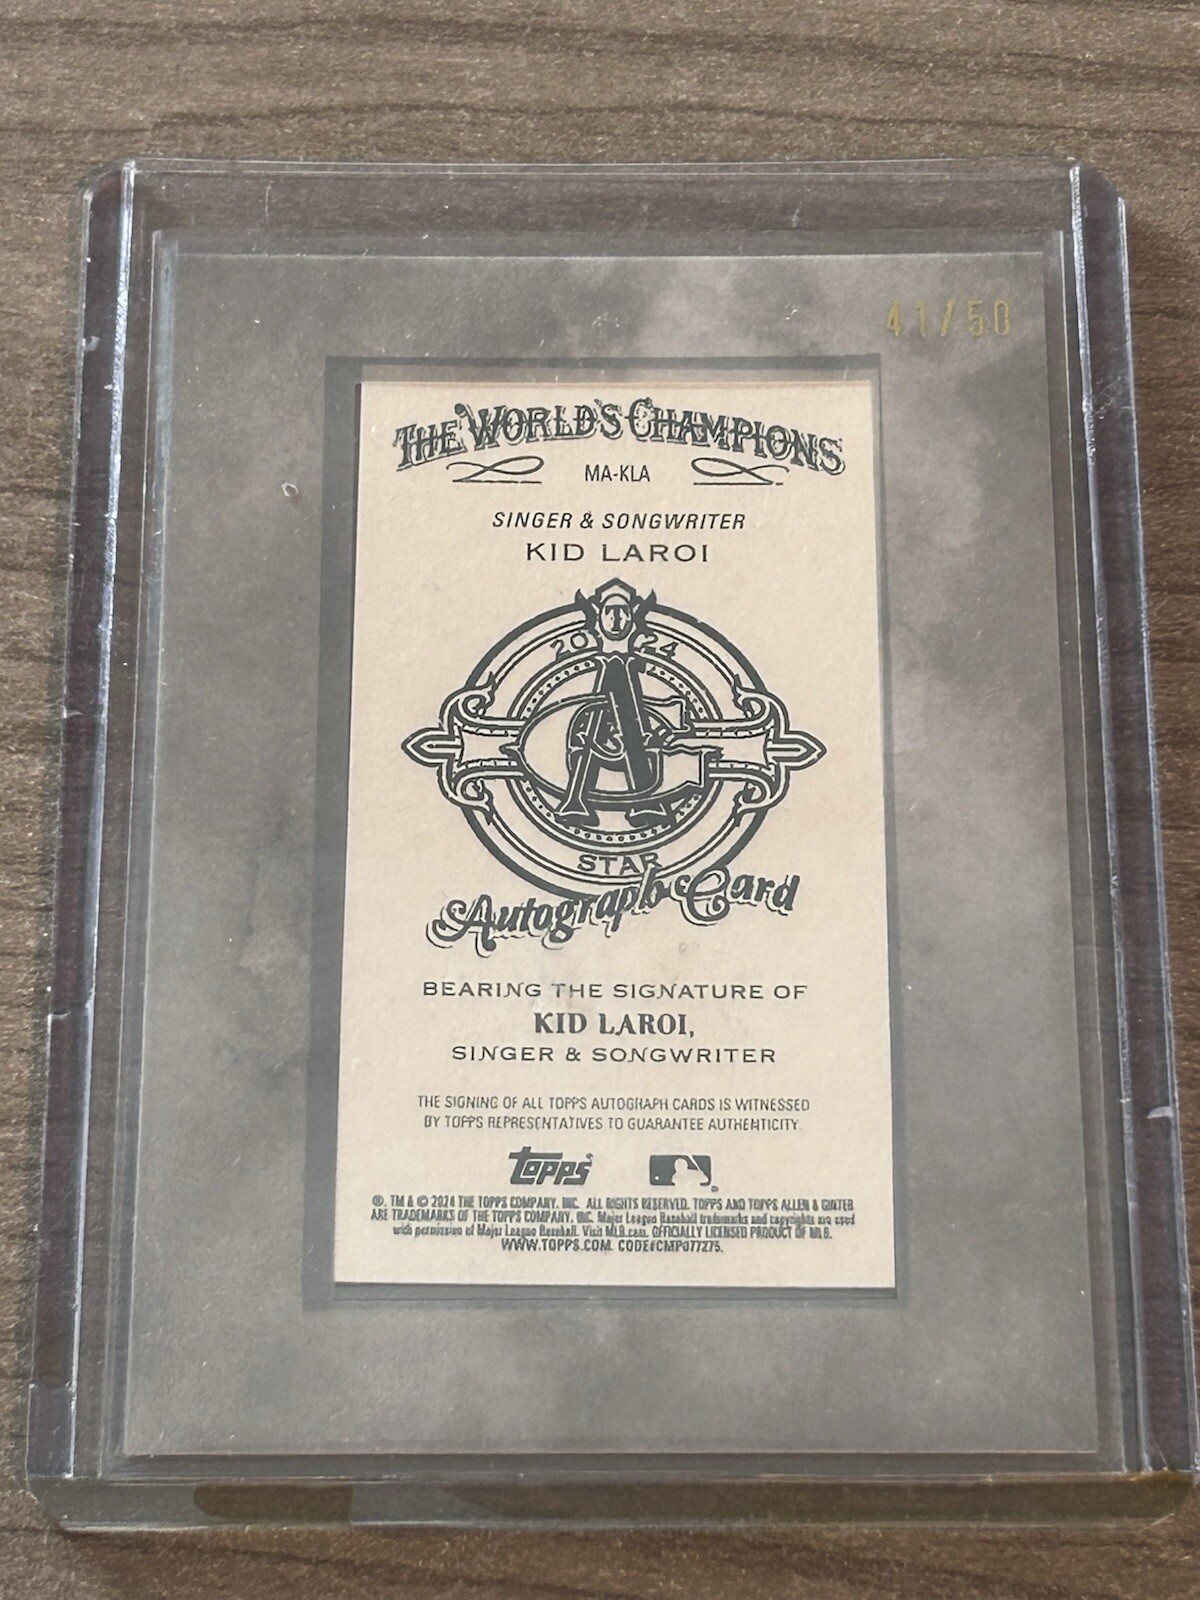 41/50
THE WORLD'S CHAMPIONS
MA-KLA
SINGER & SONGWRITER
KID LAROI
T
20 24
A&G
STAR
Autograph Card
BEARING THE SIGNATURE OF
KID LAROI,
SINGER & SONGWRITER
THE SIGNING OF ALL TOPPS AUTOGRAPH CARDS IS WITNESSED
BY TOPPS REPRESENTATIVES TO GUARANTEE AUTHENTICITY.
topps
®, TM & © 2024 THE TOPPS COMPANY, INC. ALL RIGHTS RESERVED. TOPPS AND TOPPS ALLEN & GINTER
ARE TRADEMARKS OF THE TOPPS COMPANY, INC. Major League Baseball trademarks and copyrights are used
with permission of Major League Baseball. Visit MLB.com. OFFICIALLY LICENSED PRODUCT OF MLB.
WWW.TOPPS.COM. CODE#CMP077275.